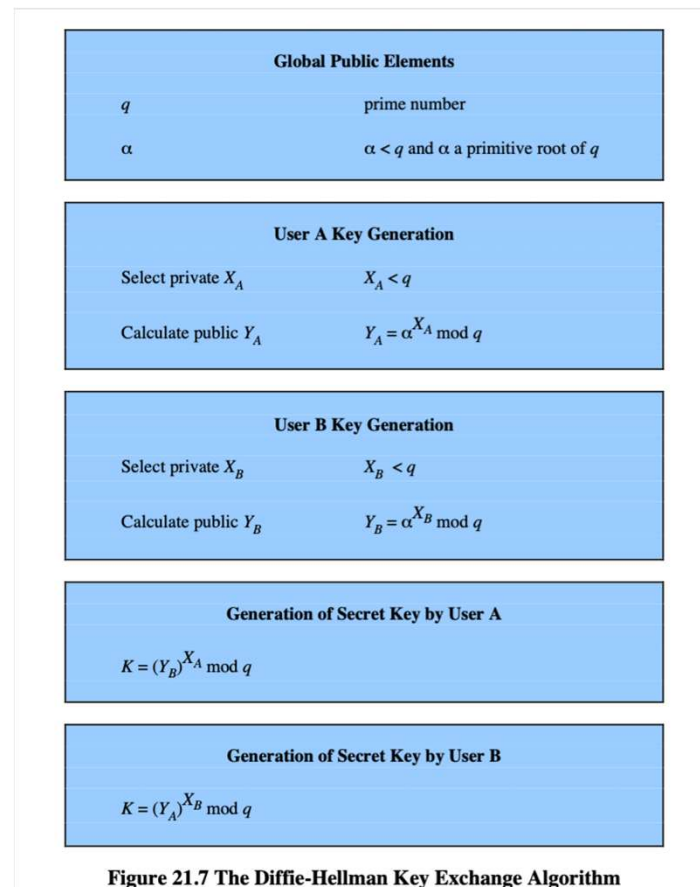 Global Public Elements
q prime number
α α < q and α a primitive root of q
User A Key Generation
Select private X_A X_A < q
Calculate public Y_A Y_A = α^{X_A} mod q
User B Key Generation
Select private X_B X_B < q
Calculate public Y_B Y_B = α^{X_B} mod q
Generation of Secret Key by User A
K = (Y_B)^{X_A} mod q
Generation of Secret Key by User B
K = (Y_A)^{X_B} mod q
Figure 21.7 The Diffie-Hellman Key Exchange Algorithm